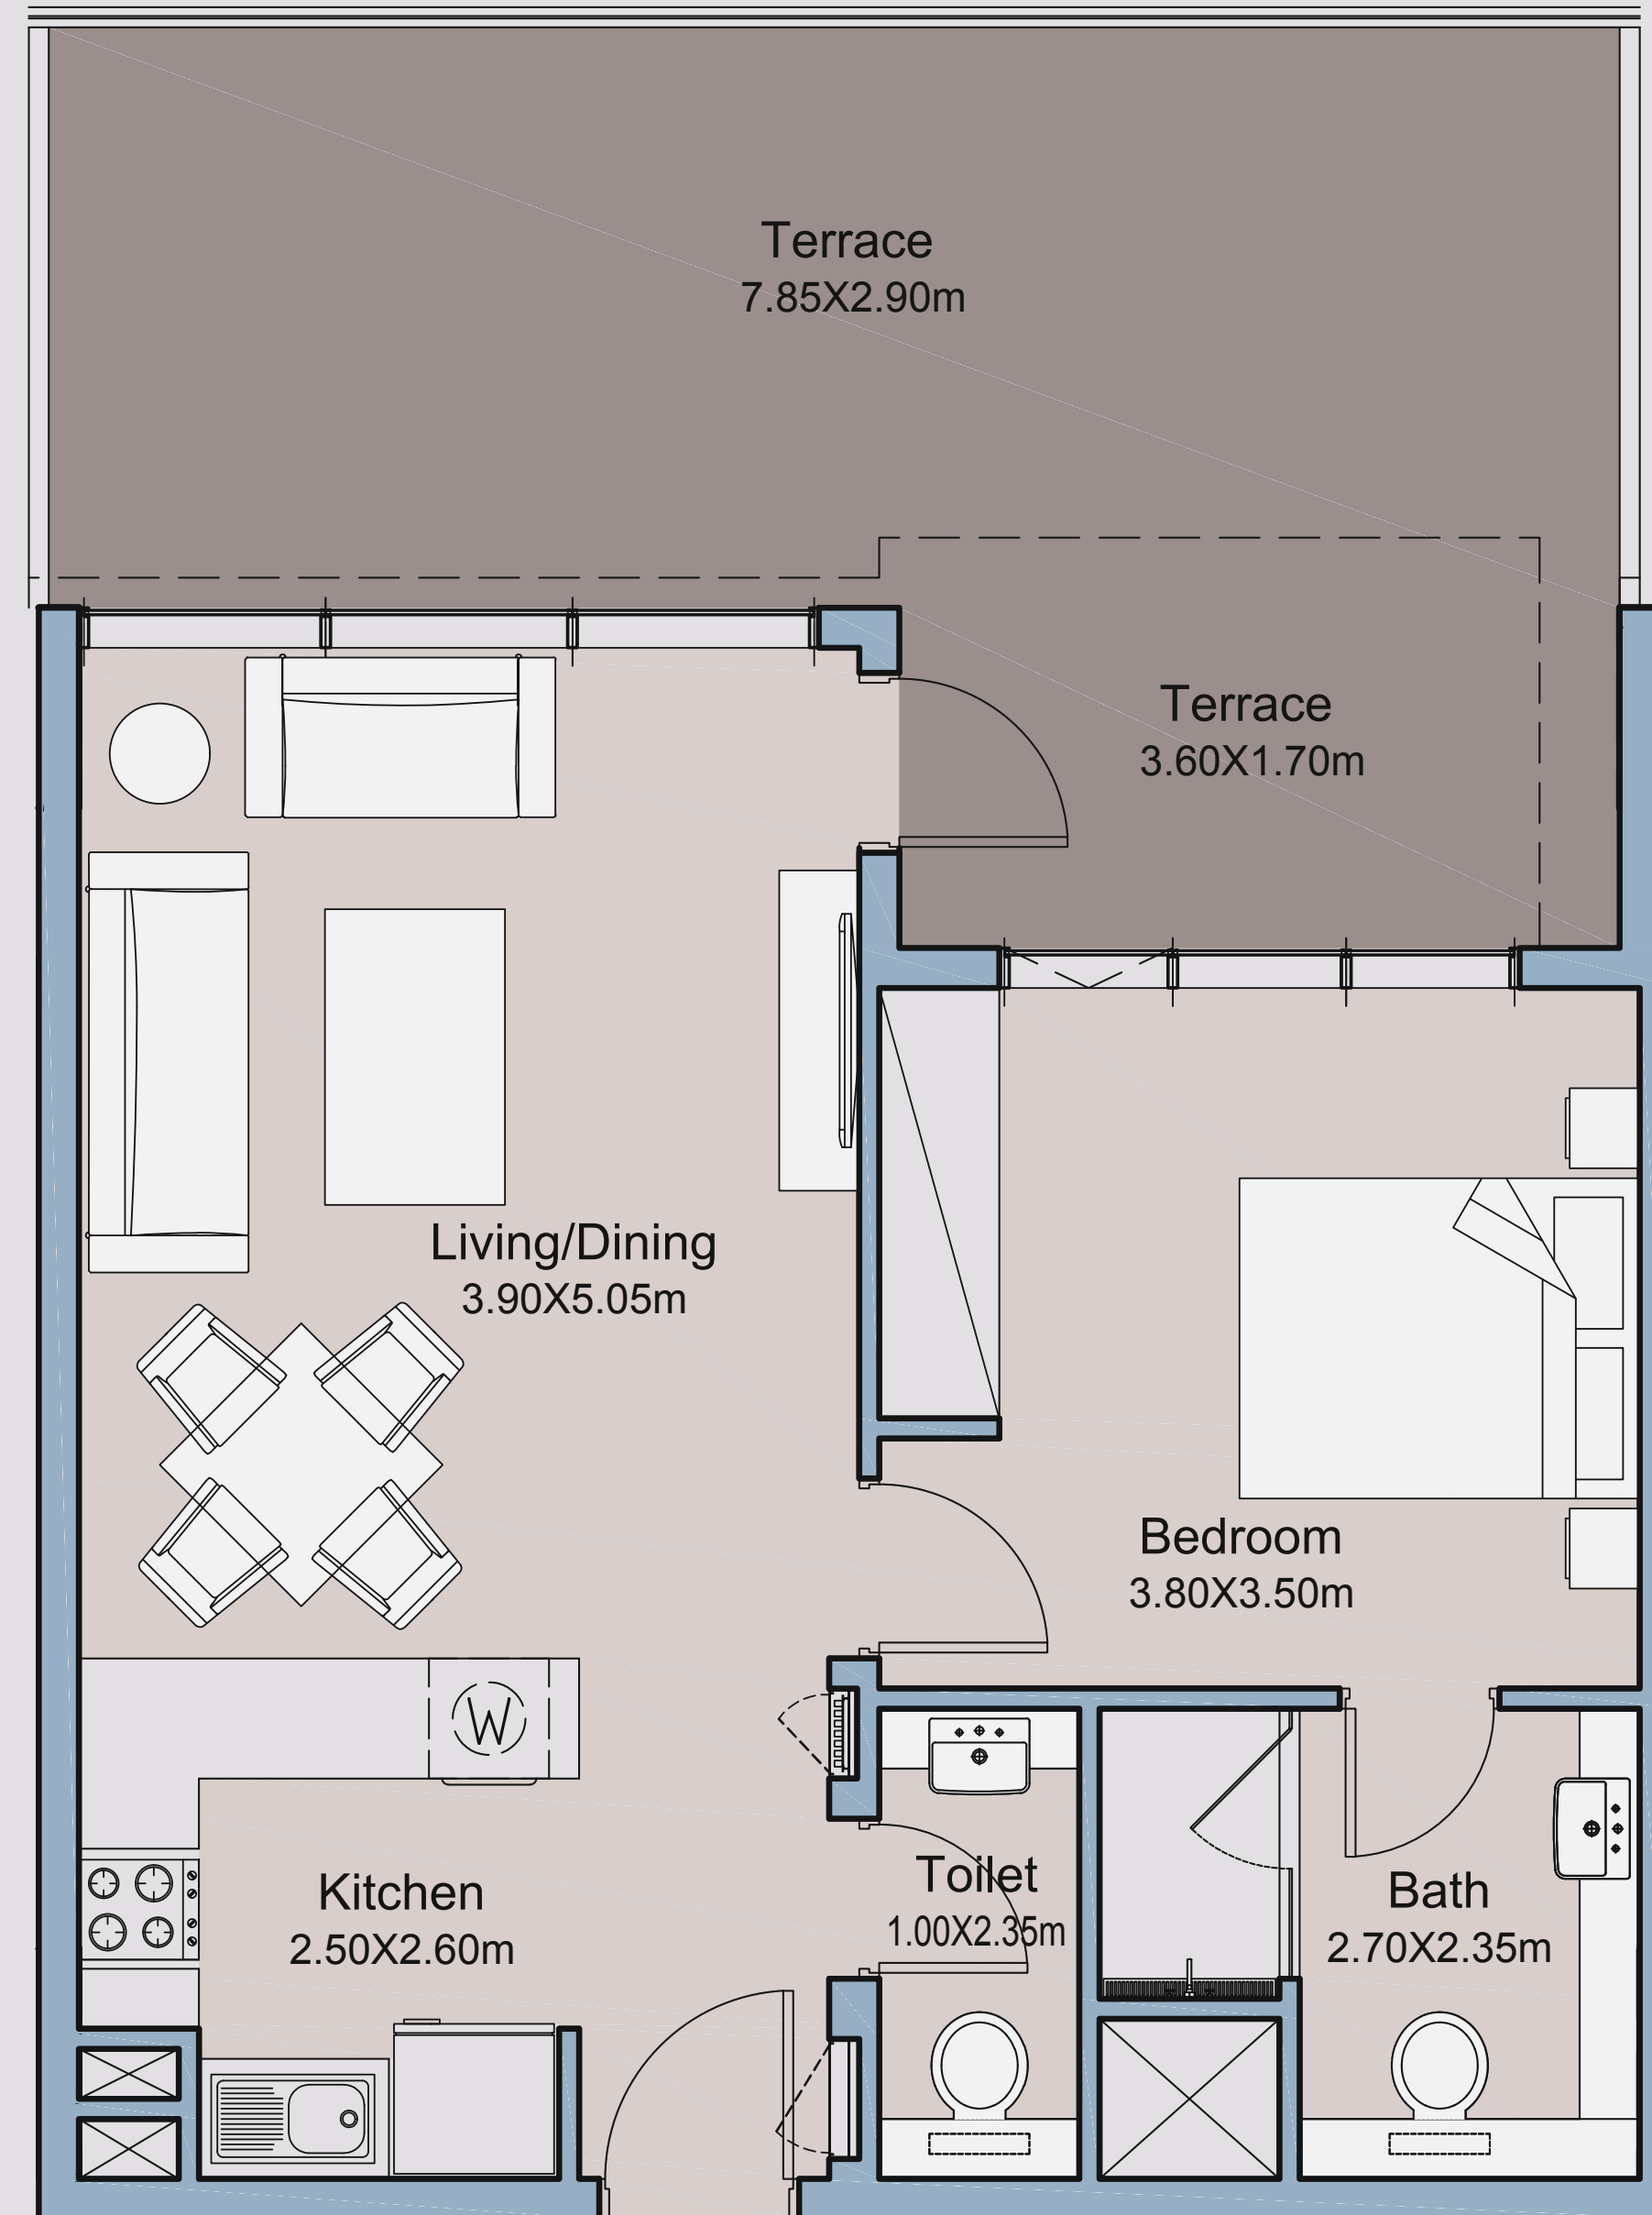 Terrace
7.85X2.90m
Terrace
3.60X1.70m
Living/Dining
3.90X5.05m
Bedroom
3.80X3.50m
W
Kitchen
2.50X2.60m
Toilet
1.00X2.35m
Bath
2.70X2.35m